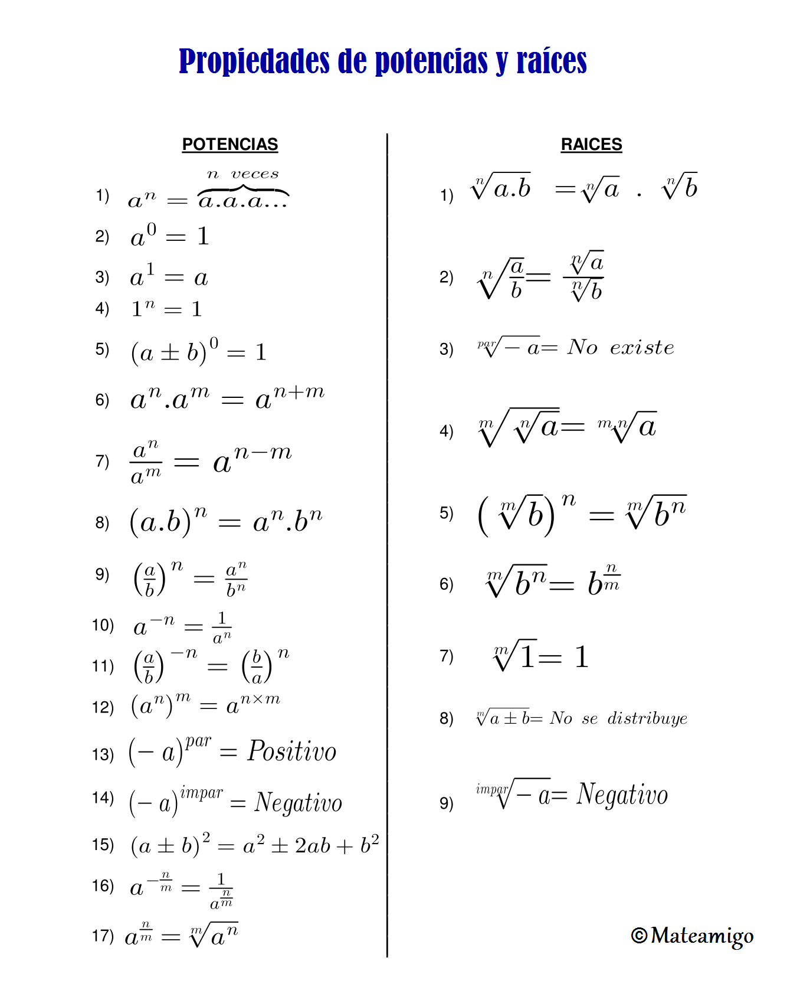 Propiedades de potencias y raíces
POTENCIAS
1) aⁿ = a.a.a... (n veces)
2) a⁰ = 1
3) a¹ = a
4) 1ⁿ = 1
5) (a ± b)⁰ = 1
6) aⁿ.aᵐ = aⁿ⁺ᵐ
7) aⁿ/aᵐ = aⁿ⁻ᵐ
8) (a.b)ⁿ = aⁿ.bⁿ
9) (a/b)ⁿ = aⁿ/bⁿ
10) a⁻ⁿ = 1/aⁿ
11) (a/b)⁻ⁿ = (b/a)ⁿ
12) (aⁿ)ᵐ = a^(n×m)
13) (− a)^par = Positivo
14) (− a)^impar = Negativo
15) (a ± b)² = a² ± 2ab + b²
16) a^(−n/m) = 1/a^(n/m)
17) a^(n/m) = ᵐ√(aⁿ)
RAICES
1) ⁿ√(a.b) = ⁿ√a . ⁿ√b
2) ⁿ√(a/b) = ⁿ√a/ⁿ√b
3) par√(− a) = No existe
4) ᵐ√(ⁿ√a) = ᵐ·ⁿ√a
5) (ᵐ√b)ⁿ = ᵐ√(bⁿ)
6) ᵐ√(bⁿ) = b^(n/m)
7) ᵐ√1 = 1
8) ᵐ√(a ± b) = No se distribuye
9) impar√(− a) = Negativo
© Mateamigo